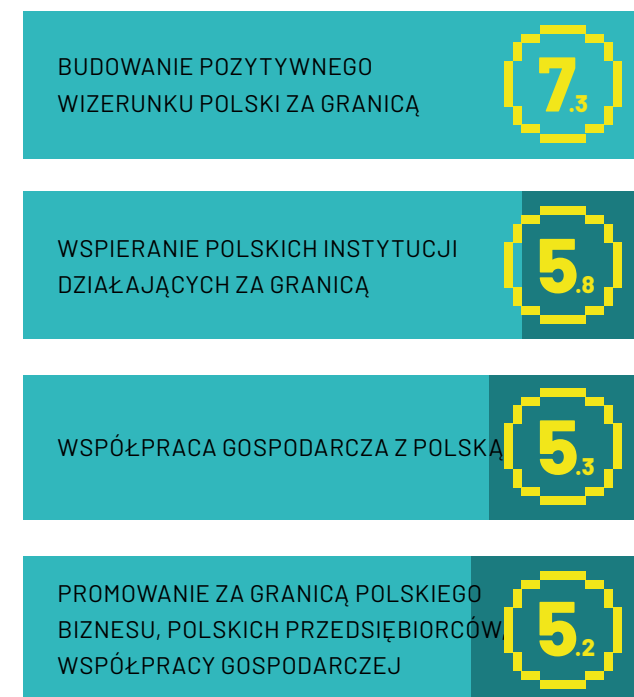 BUDOWANIE POZYTYWNEGO
WIZERUNKU POLSKI ZA GRANICĄ
7.3
WSPIERANIE POLSKICH INSTYTUCJI
DZIAŁAJĄCYCH ZA GRANICĄ
5.8
WSPÓŁPRACA GOSPODARCZA Z POLSKĄ
5.3
PROMOWANIE ZA GRANICĄ POLSKIEGO
BIZNESU, POLSKICH PRZEDSIĘBIORCÓW,
WSPÓŁPRACY GOSPODARCZEJ
5.2